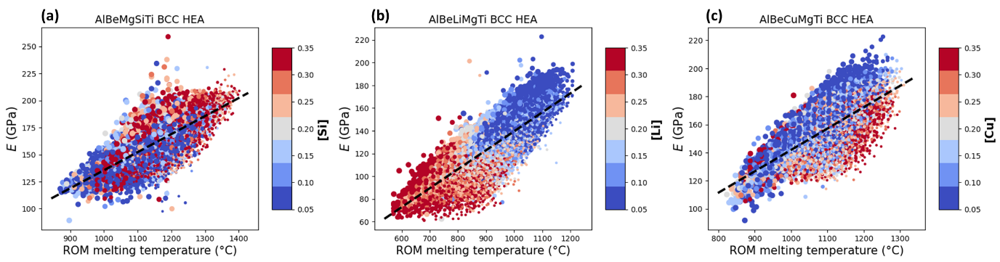 (a)
AlBeMgSiTi BCC HEA
E (GPa)
250
225
200
175
150
125
100
900 1000 1100 1200 1300 1400
ROM melting temperature (°C)
0.35
0.30
0.25
0.20
0.15
0.10
0.05
[Si]
(b)
AlBeLiMgTi BCC HEA
E (GPa)
220
200
180
160
140
120
100
80
60
600 700 800 900 1000 1100 1200
ROM melting temperature (°C)
0.35
0.30
0.25
0.20
0.15
0.10
0.05
[Li]
(c)
AlBeCuMgTi BCC HEA
E (GPa)
220
200
180
160
140
120
100
800 900 1000 1100 1200 1300
ROM melting temperature (°C)
0.35
0.30
0.25
0.20
0.15
0.10
0.05
[Cu]